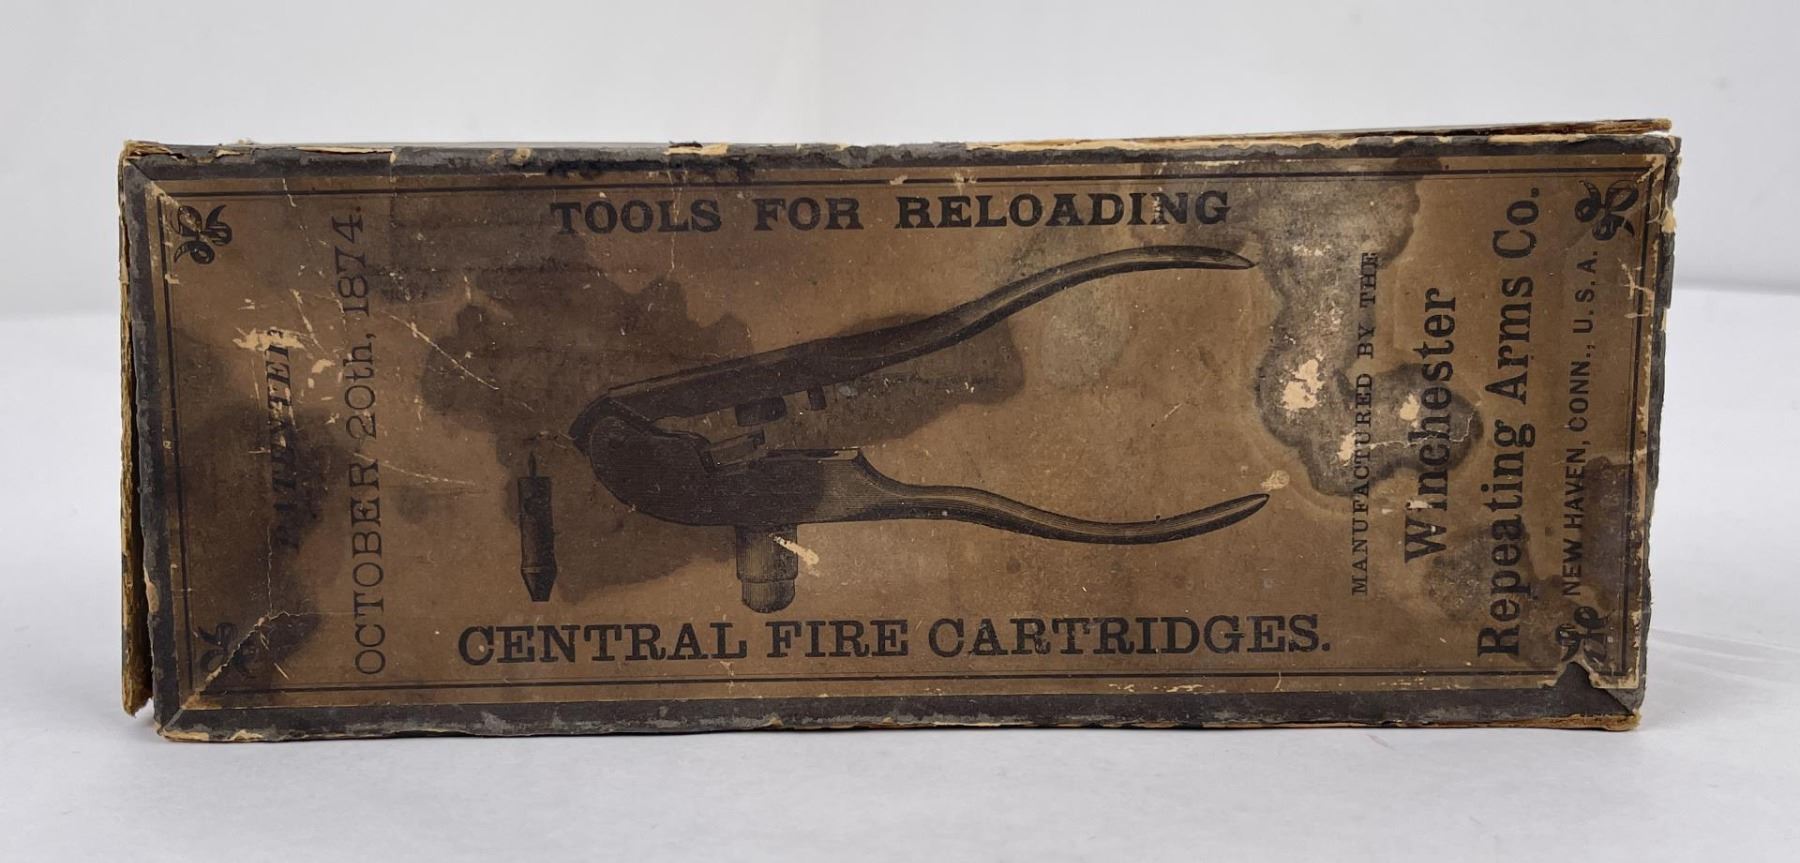 TOOLS FOR RELOADING
CENTRAL FIRE CARTRIDGES.
PATENTED
OCTOBER 20th, 1874.
MANUFACTURED BY THE
Winchester
Repeating Arms Co.
NEW HAVEN, CONN., U.S.A.